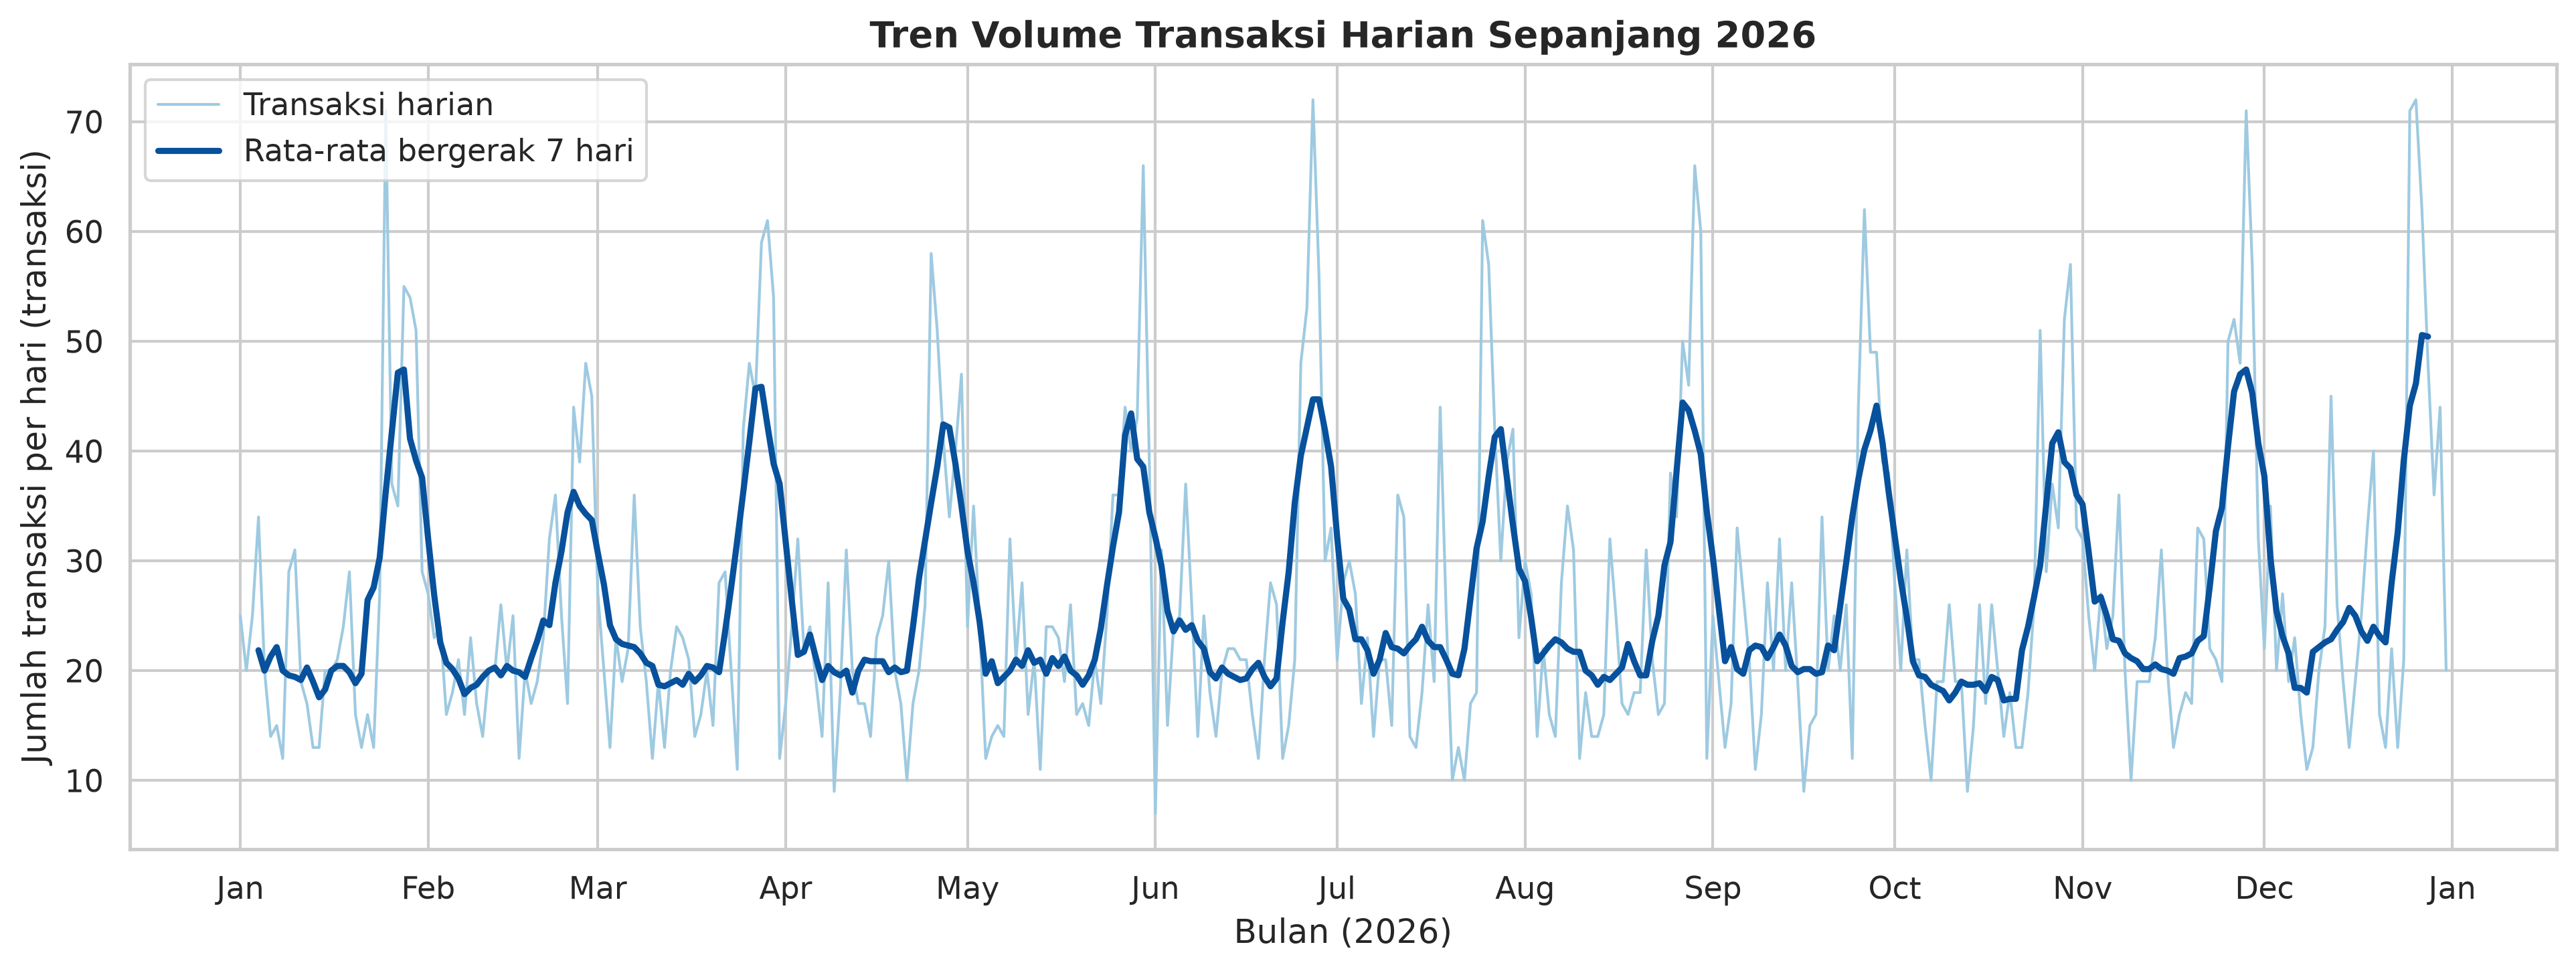 Tren Volume Transaksi Harian Sepanjang 2026
Transaksi harian
Rata-rata bergerak 7 hari
Jumlah transaksi per hari (transaksi)
70
60
50
40
30
20
10
Jan Feb Mar Apr May Jun Jul Aug Sep Oct Nov Dec Jan
Bulan (2026)